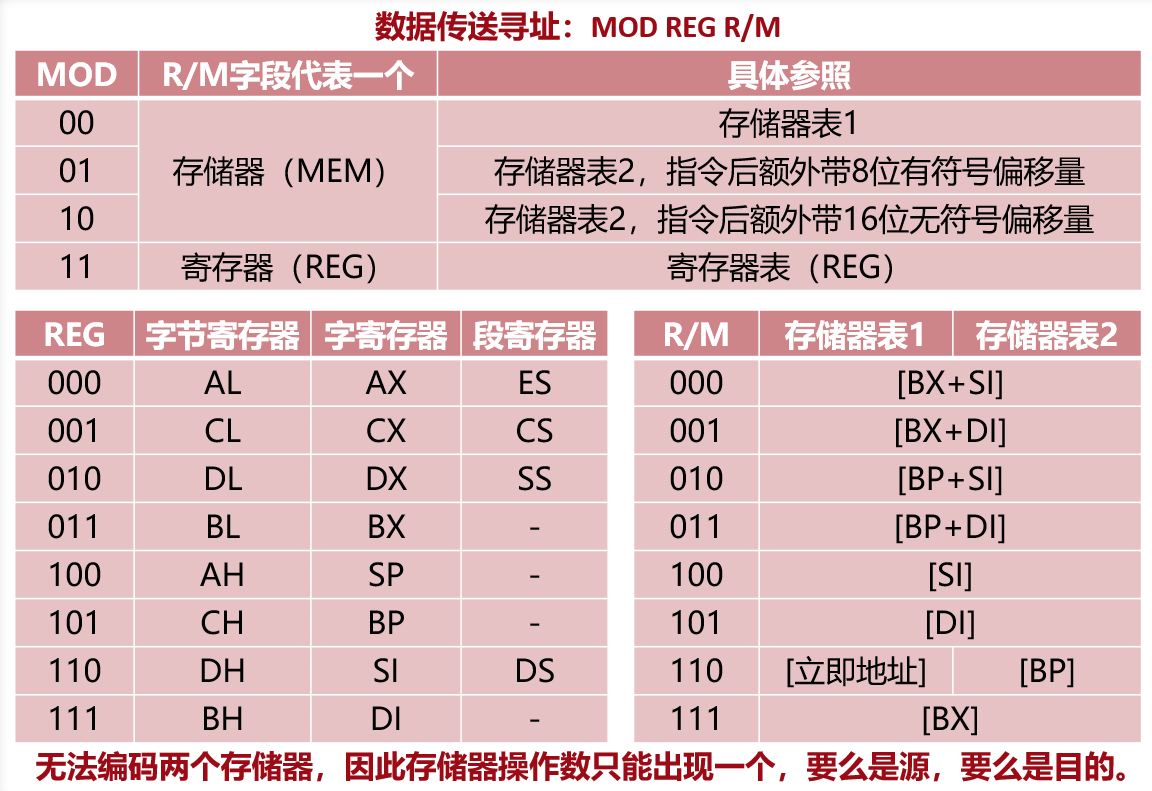 数据传送寻址：MOD REG R/M
MOD R/M字段代表一个 具体参照
00 存储器表1
01 存储器（MEM） 存储器表2，指令后额外带8位有符号偏移量
10 存储器表2，指令后额外带16位无符号偏移量
11 寄存器（REG） 寄存器表（REG）
REG 字节寄存器 字寄存器 段寄存器
000 AL AX ES
001 CL CX CS
010 DL DX SS
011 BL BX -
100 AH SP -
101 CH BP -
110 DH SI DS
111 BH DI -
R/M 存储器表1 存储器表2
000 [BX+SI]
001 [BX+DI]
010 [BP+SI]
011 [BP+DI]
100 [SI]
101 [DI]
110 [立即地址] [BP]
111 [BX]
无法编码两个存储器，因此存储器操作数只能出现一个，要么是源，要么是目的。